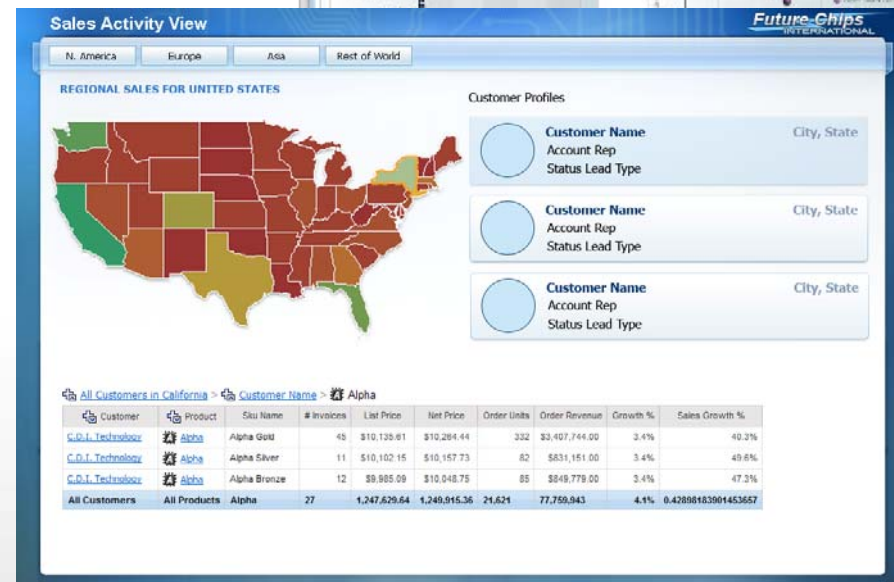 Sales Activity View
Future Chips
INTERNATIONAL
N. America Europe Asia Rest of World
REGIONAL SALES FOR UNITED STATES
Customer Profiles
Customer Name City, State
Account Rep
Status Lead Type
Customer Name City, State
Account Rep
Status Lead Type
Customer Name City, State
Account Rep
Status Lead Type
All Customers in California > Customer Name > Alpha
Customer Product Sku Name # Invoices List Price Net Price Order Units Order Revenue Growth % Sales Growth %
C.D.I. Technology Alpha Alpha Gold 45 $10,135.61 $10,284.44 332 $3,407,744.00 3.4% 40.3%
C.D.I. Technology Alpha Alpha Silver 11 $10,102.15 $10,157.73 82 $831,151.00 3.4% 49.6%
C.D.I. Technology Alpha Alpha Bronze 12 $9,985.09 $10,048.75 85 $849,779.00 3.4% 47.3%
All Customers All Products Alpha 27 1,247,629.64 1,249,915.36 21,621 77,759,943 4.1% 0.42898183901453657